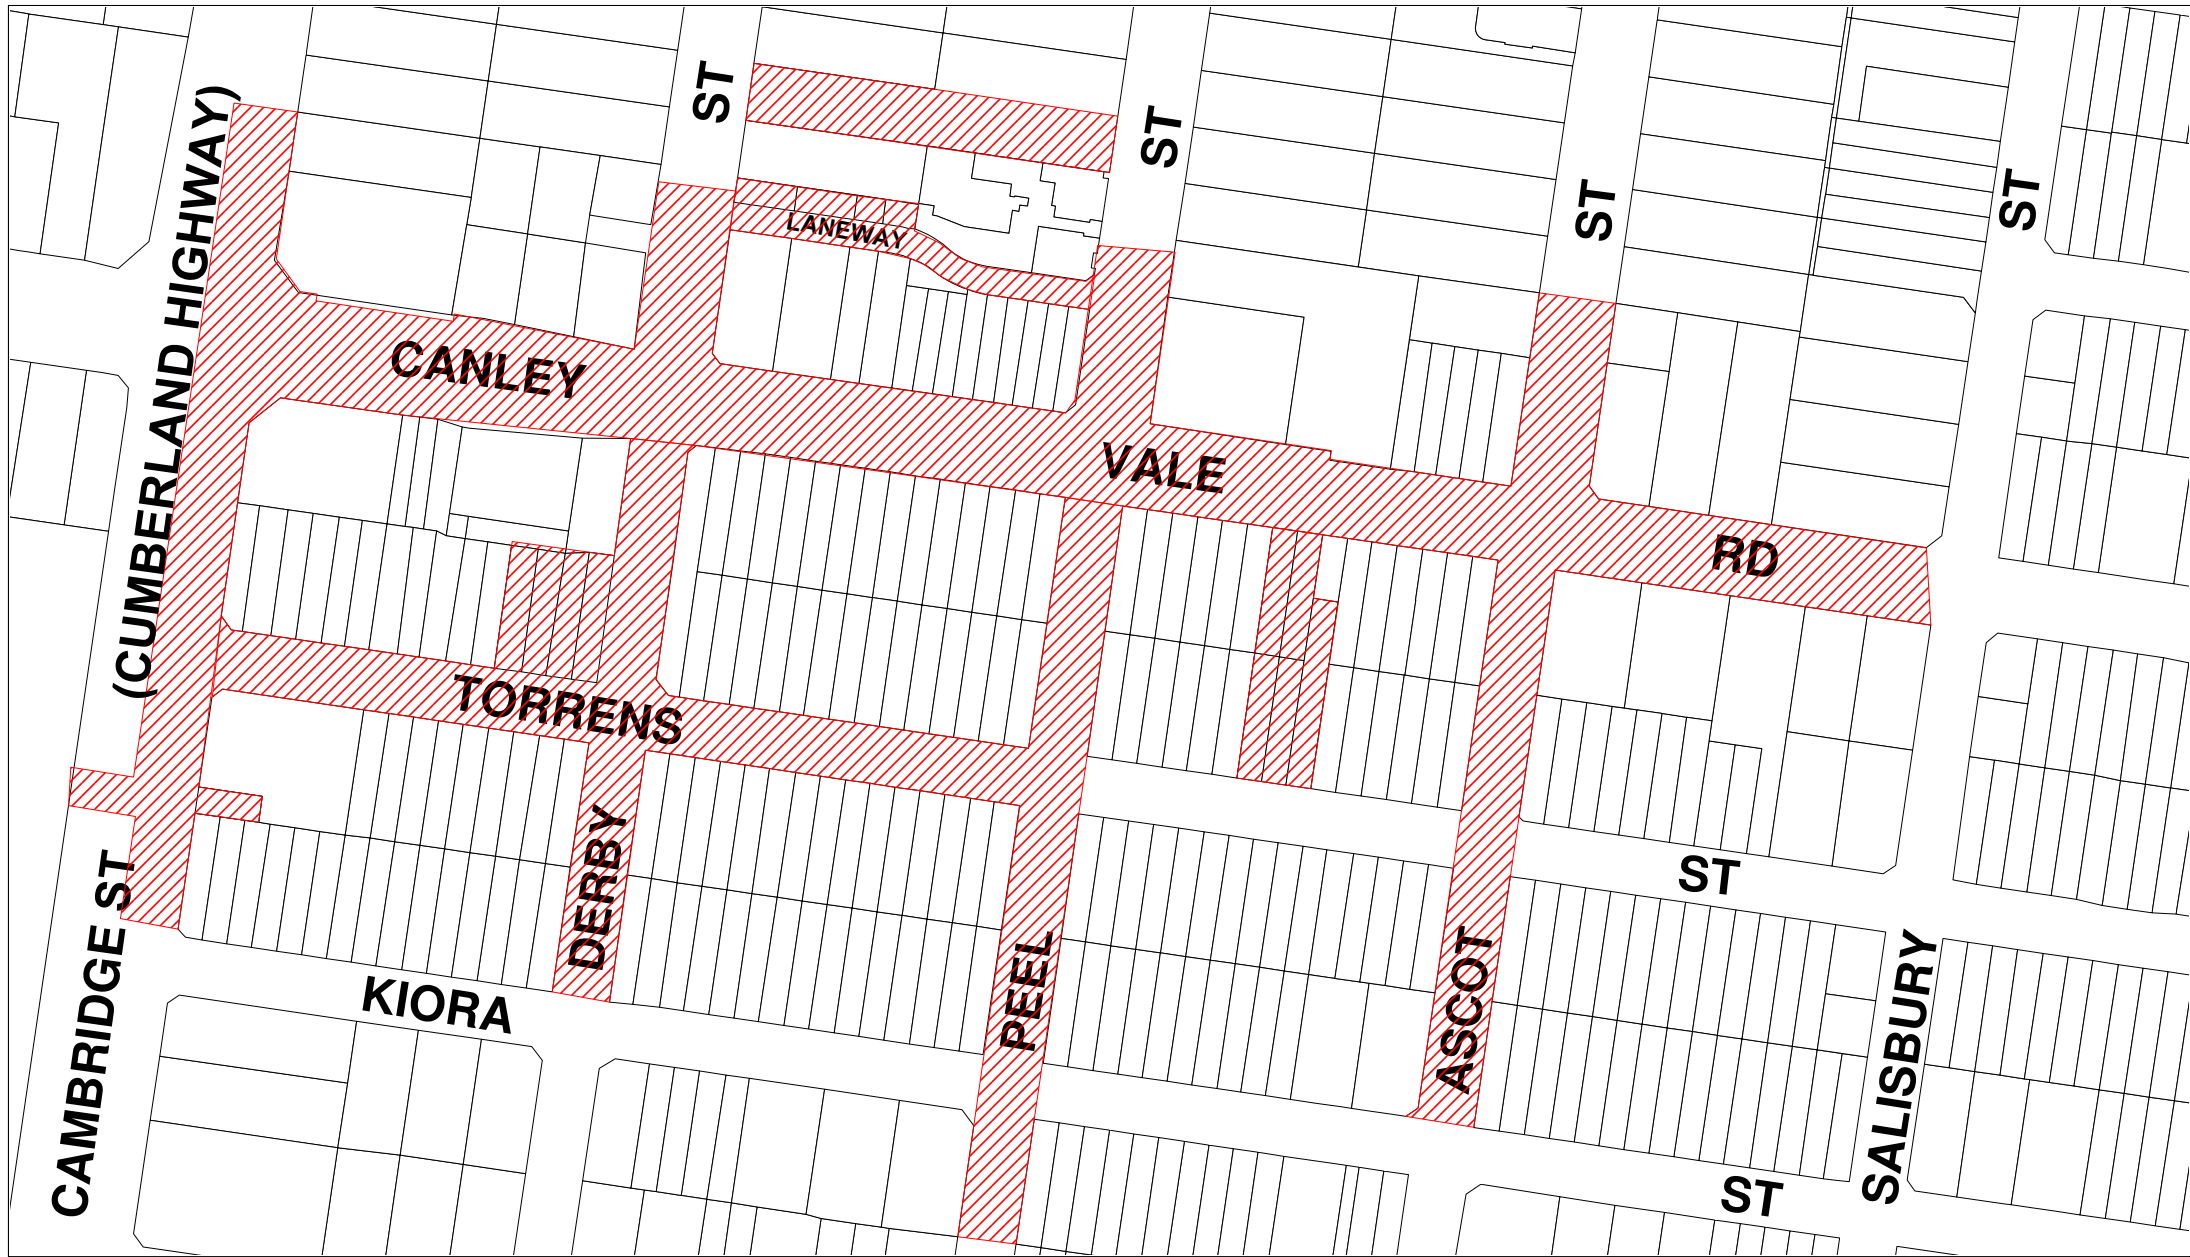 ST
ST
ST
ST
(CUMBERLAND HIGHWAY)
LANEWAY
CANLEY
VALE
RD
TORRENS
ST
DERBY
CAMBRIDGE ST
KIORA
PEEL
ASCOT
SALISBURY
ST